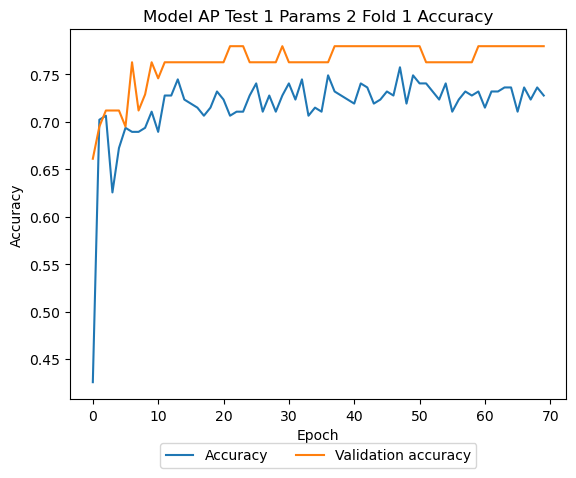 Model AP Test 1 Params 2 Fold 1 Accuracy
Accuracy
0.75
0.70
0.65
0.60
0.55
0.50
0.45
0 10 20 30 40 50 60 70
Epoch
Accuracy Validation accuracy